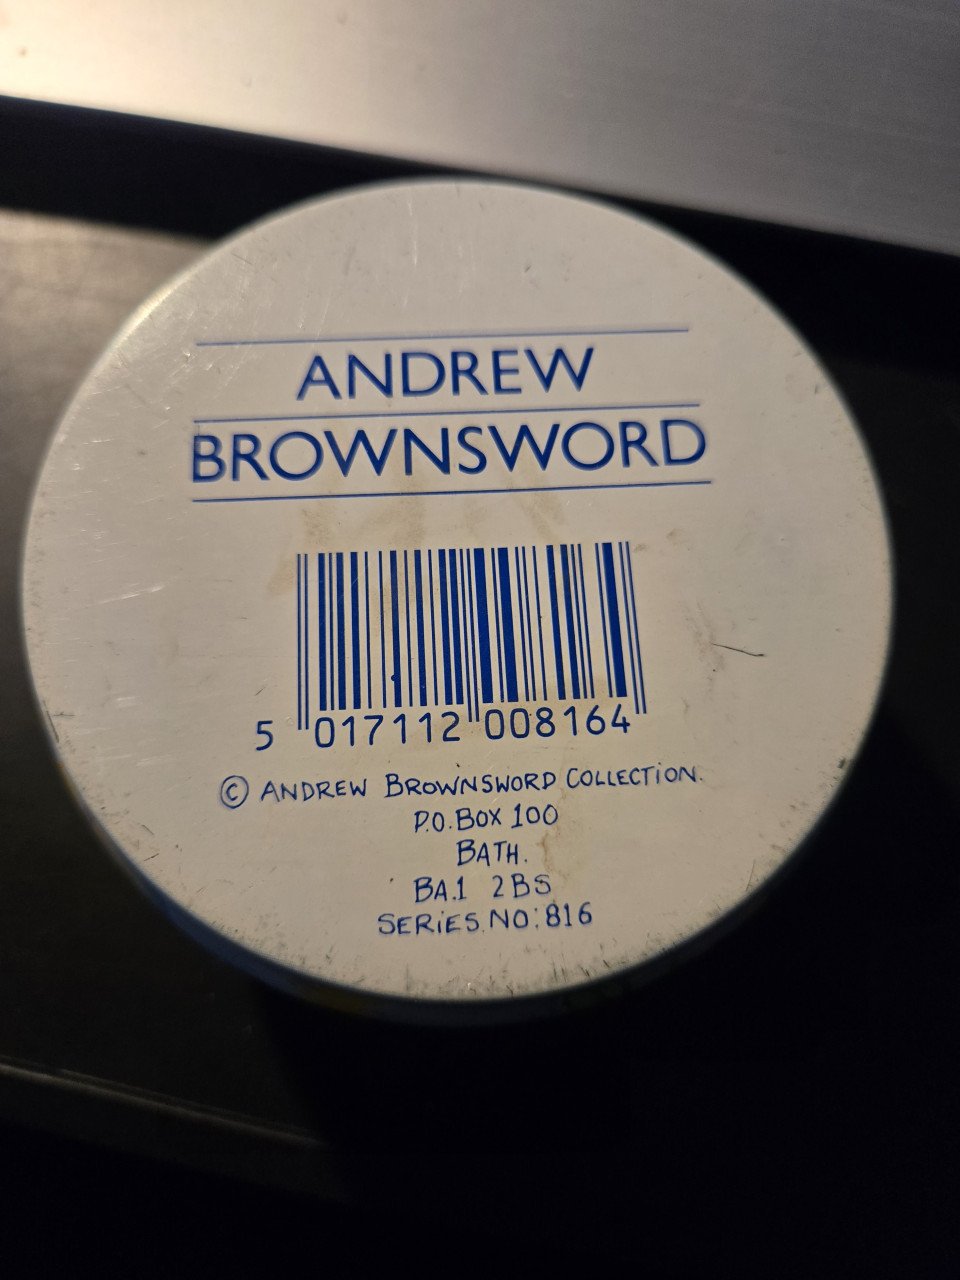 ANDREW
BROWNSWORD
5 017112 008164
© ANDREW BROWNSWORD COLLECTION.
P.O. BOX 100
BATH.
BA.1 2BS
SERIES.NO:816